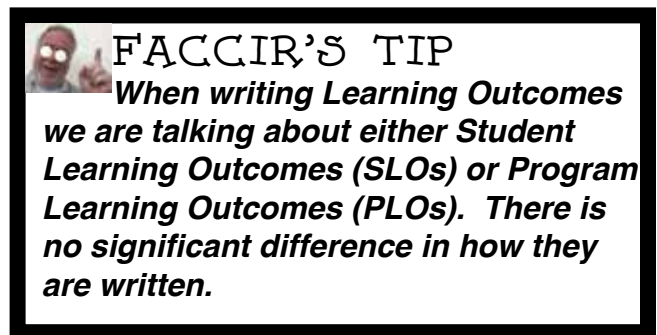 FACCIR'S TIP
When writing Learning Outcomes
we are talking about either Student
Learning Outcomes (SLOs) or Program
Learning Outcomes (PLOs).  There is
no significant difference in how they
are written.